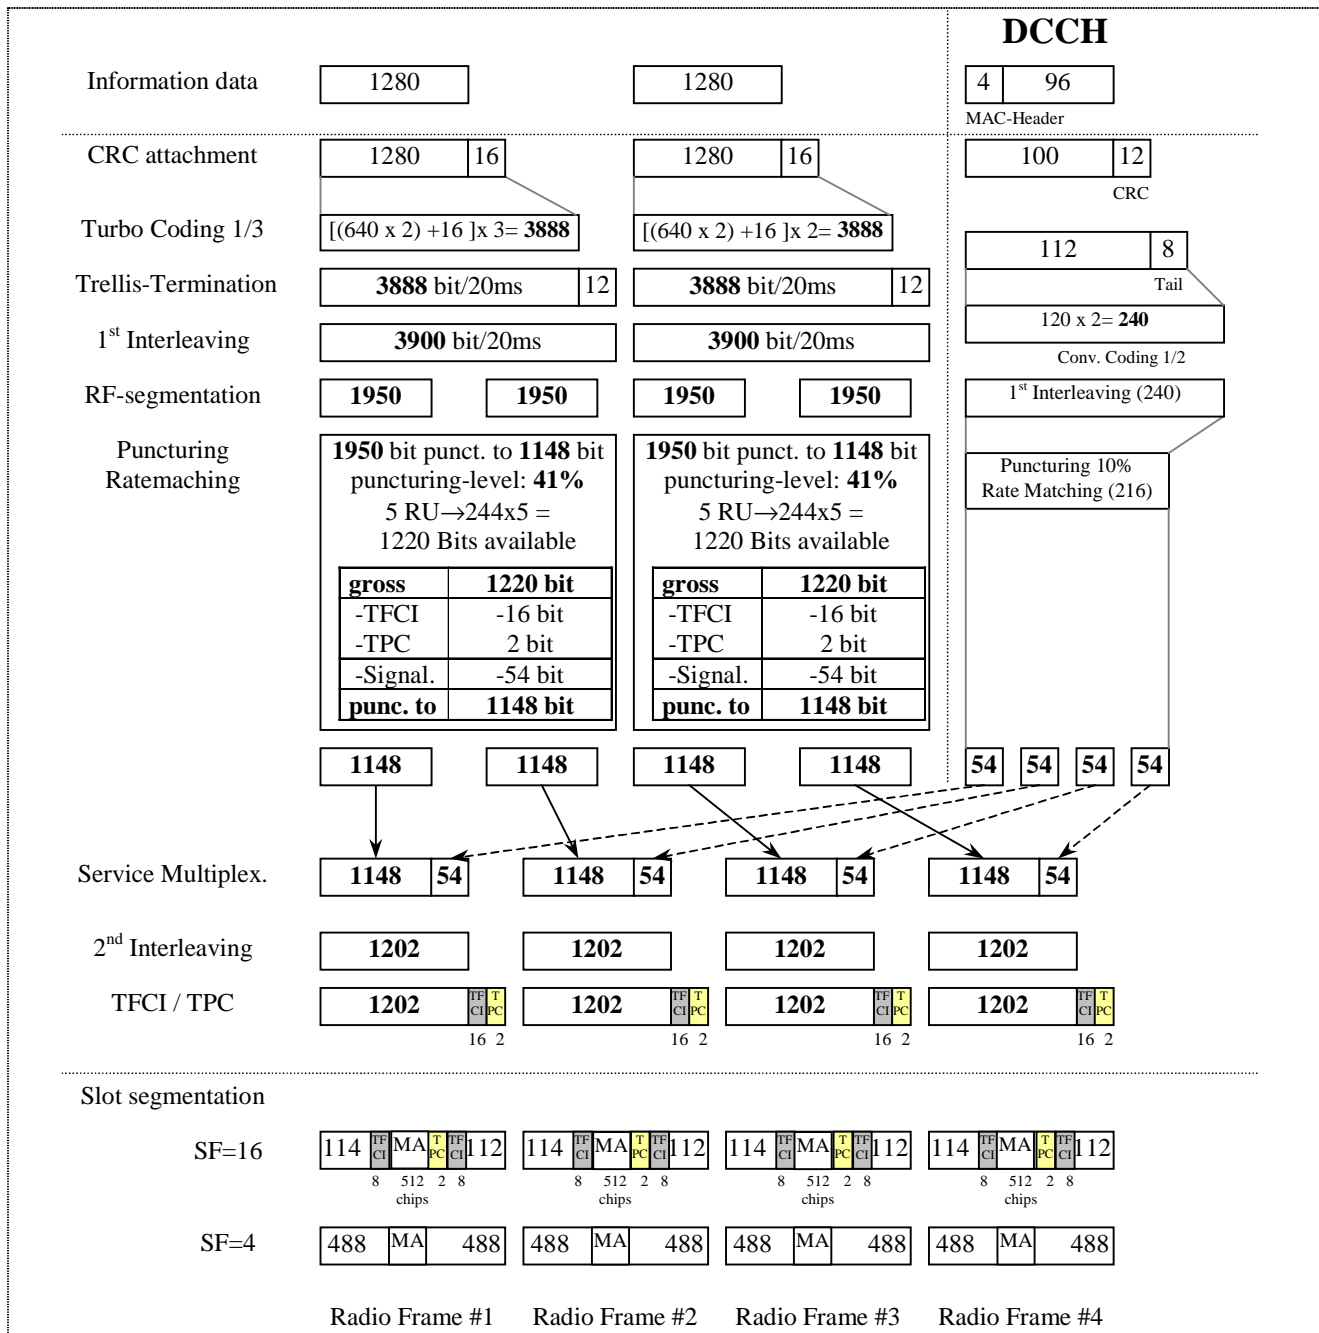 DCCH
Information data 1280 1280 4 96
MAC-Header
CRC attachment 1280 16 1280 16 100 12
CRC
Turbo Coding 1/3 [(640 x 2) +16 ]x 3= 3888 [(640 x 2) +16 ]x 2= 3888
112 8
Tail
Trellis-Termination 3888 bit/20ms 12 3888 bit/20ms 12
120 x 2= 240
1st Interleaving 3900 bit/20ms 3900 bit/20ms
Conv. Coding 1/2
RF-segmentation 1950 1950 1950 1950 1st Interleaving (240)
Puncturing 1950 bit punct. to 1148 bit 1950 bit punct. to 1148 bit
Ratemaching puncturing-level: 41% puncturing-level: 41%
Puncturing 10%
Rate Matching (216)
5 RU→244x5 = 5 RU→244x5 =
1220 Bits available 1220 Bits available
gross 1220 bit gross 1220 bit
-TFCI -16 bit -TFCI -16 bit
-TPC 2 bit -TPC 2 bit
-Signal. -54 bit -Signal. -54 bit
punc. to 1148 bit punc. to 1148 bit
1148 1148 1148 1148 54 54 54 54
Service Multiplex. 1148 54 1148 54 1148 54 1148 54
2nd Interleaving 1202 1202 1202 1202
TFCI / TPC 1202 TF CI T PC 1202 TF CI T PC 1202 TF CI T PC 1202 TF CI T PC
16 2 16 2 16 2 16 2
Slot segmentation
SF=16 114 TF CI MA T PC TF CI 112 114 TF CI MA T PC TF CI 112 114 TF CI MA T PC TF CI 112 114 TF CI MA T PC TF CI 112
8 512 2 8 8 512 2 8 8 512 2 8 8 512 2 8
chips chips chips chips
SF=4 488 MA 488 488 MA 488 488 MA 488 488 MA 488
Radio Frame #1 Radio Frame #2 Radio Frame #3 Radio Frame #4